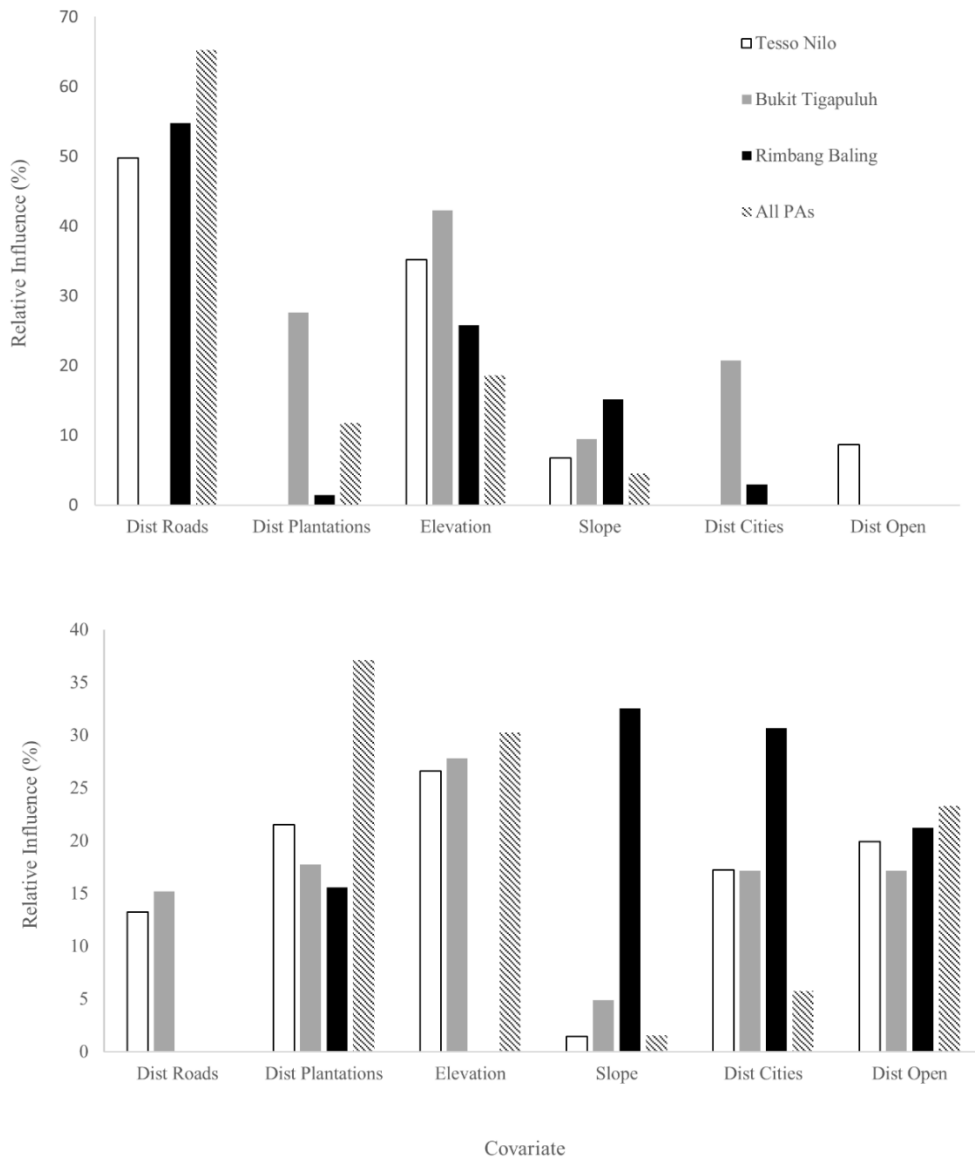 70
60
50
40
30
20
10
0
Relative Influence (%)
Tesso Nilo
Bukit Tigapuluh
Rimbang Baling
All PAs
Dist Roads Dist Plantations Elevation Slope Dist Cities Dist Open
40
35
30
25
20
15
10
5
0
Relative Influence (%)
Dist Roads Dist Plantations Elevation Slope Dist Cities Dist Open
Covariate